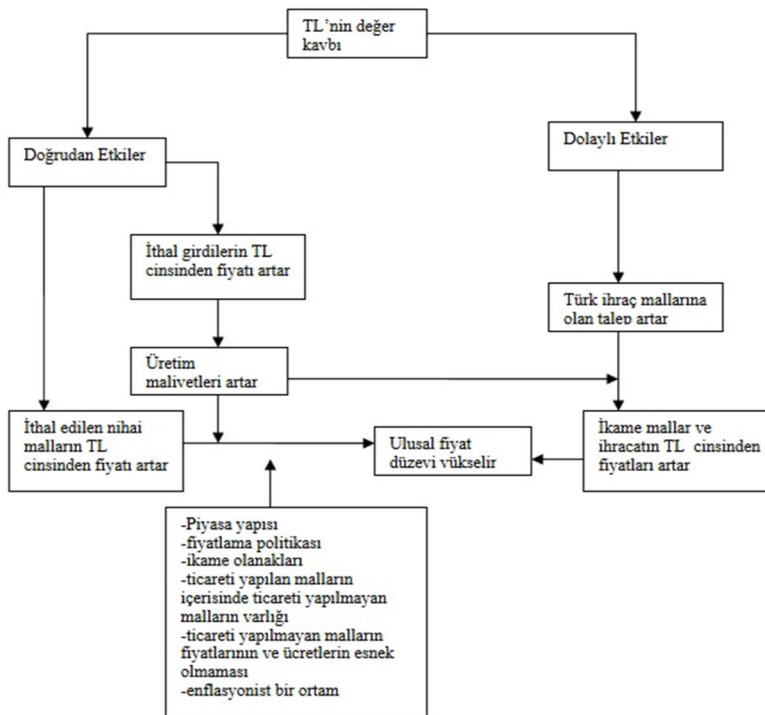 TL’nin değer
kavbı
Doğrudan Etkiler
Dolaylı Etkiler
İthal girdilerin TL
cinsinden fiyatı artar
Türk ihraç mallarına
olan talep artar
Üretim
malivetleri artar
İthal edilen nihai
malların TL
cinsinden fiyatı artar
Ulusal fiyat
düzevi vükselir
İkame mallar ve
ihracatın TL cinsinden
fiyatları artar
-Piyasa yapısı
-fiyatlama politikası
-ikame olanakları
-ticareti yapılan malların
içerisinde ticareti yapılmayan
malların varlığı
-ticareti yapılmayan malların
fiyatlarının ve ücretlerin esnek
olmaması
-enflasyonist bir ortam